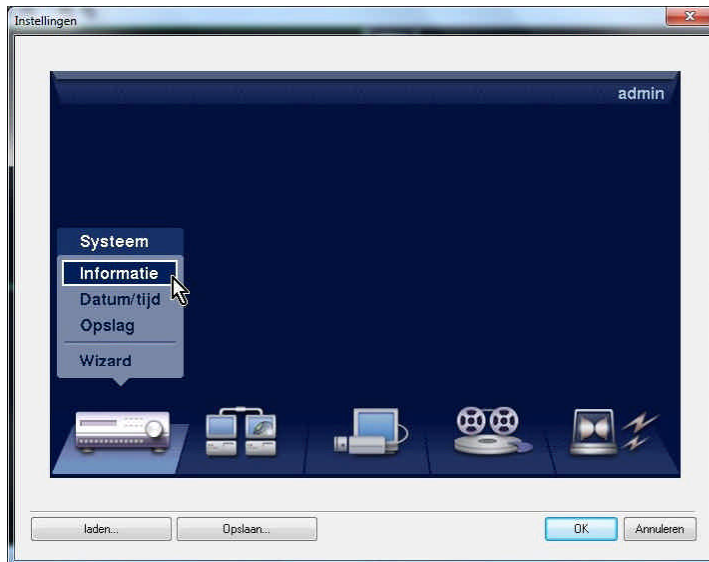 Instellingen
admin
Systeem
Informatie
Datum/tijd
Opslag
Wizard
laden...
Opslaan...
OK
Annuleren